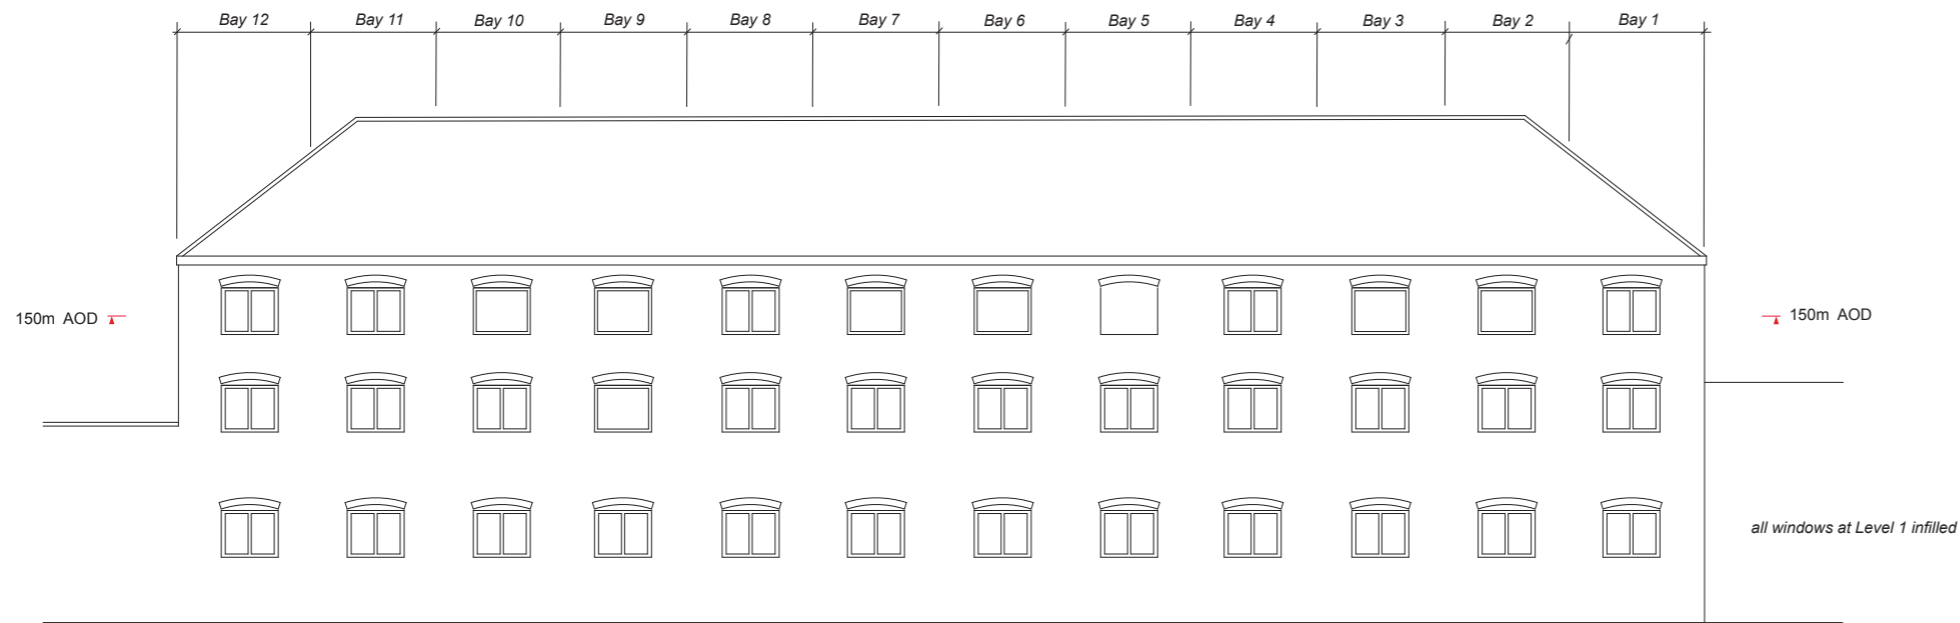 Bay 12 Bay 11 Bay 10 Bay 9 Bay 8 Bay 7 Bay 6 Bay 5 Bay 4 Bay 3 Bay 2 Bay 1
150m AOD
150m AOD
all windows at Level 1 infilled